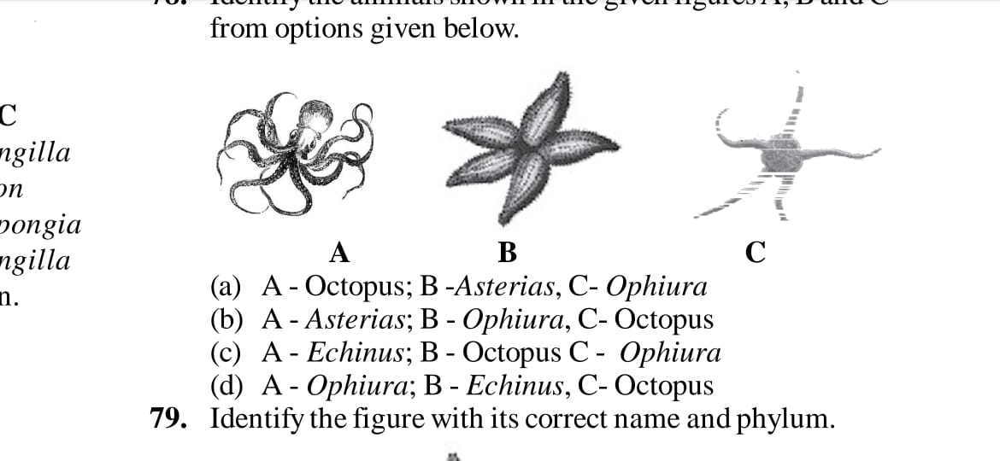 from options given below.
C
ngilla
on
pongia
ngilla
n.
A B C
(a) A - Octopus; B -Asterias, C- Ophiura
(b) A - Asterias; B - Ophiura, C- Octopus
(c) A - Echinus; B - Octopus C - Ophiura
(d) A - Ophiura; B - Echinus, C- Octopus
79. Identify the figure with its correct name and phylum.